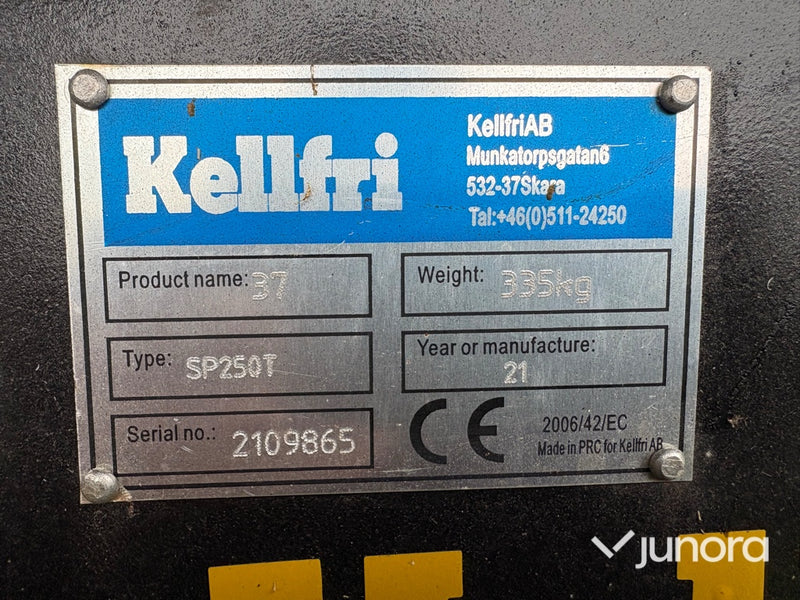 Kellfri
KellfriAB
Munkatorpsgatan6
532-37Skara
Tal:+46(0)511-24250
Product name: 37
Weight: 335kg
Type: SP250T
Year or manufacture: 21
Serial no.: 2109865
CE
2006/42/EC
Made in PRC for Kellfri AB
junora